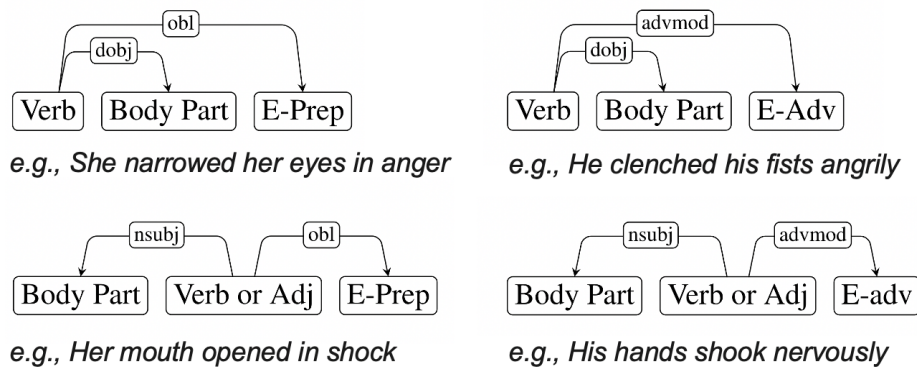 obl
dobj
Verb Body Part E-Prep
e.g., She narrowed her eyes in anger
advmod
dobj
Verb Body Part E-Adv
e.g., He clenched his fists angrily
nsubj obl
Body Part Verb or Adj E-Prep
e.g., Her mouth opened in shock
nsubj advmod
Body Part Verb or Adj E-adv
e.g., His hands shook nervously